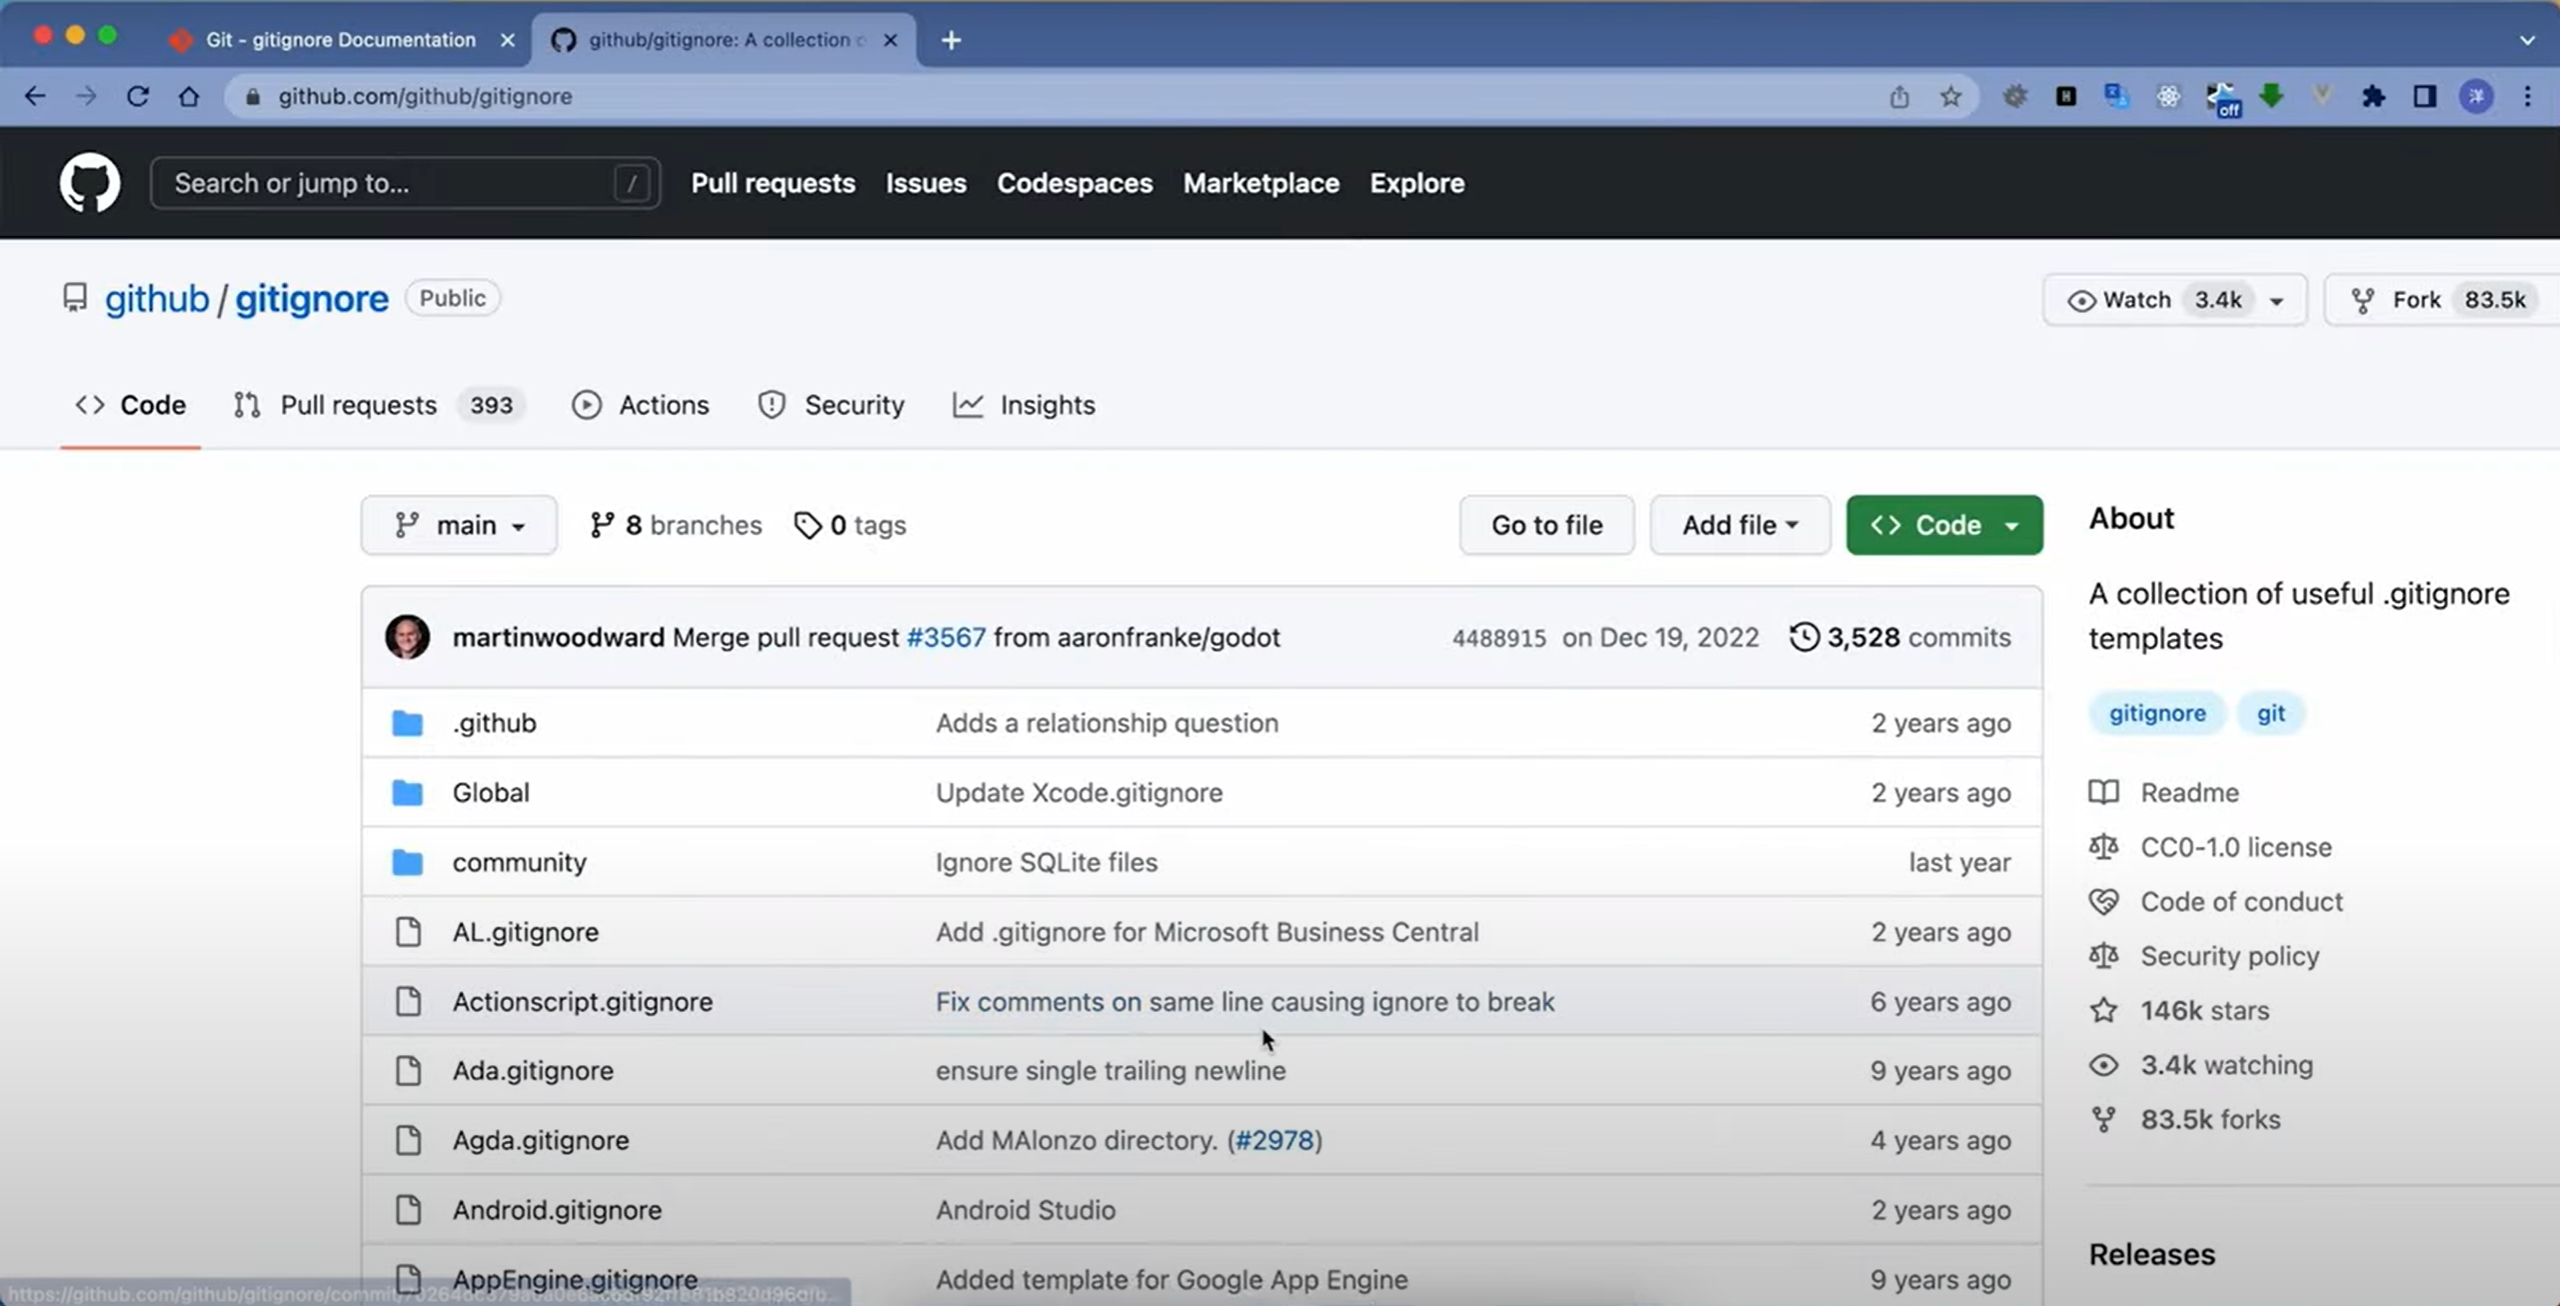 Git - gitignore Documentation
github/gitignore: A collection
github.com/github/gitignore
off
洋
Search or jump to... /
Pull requests Issues Codespaces Marketplace Explore
github / gitignore Public
Watch 3.4k
Fork 83.5k
Code
Pull requests 393
Actions
Security
Insights
main
8 branches
0 tags
Go to file
Add file
Code
martinwoodward Merge pull request #3567 from aaronfranke/godot 4488915 on Dec 19, 2022 3,528 commits
.github Adds a relationship question 2 years ago
Global Update Xcode.gitignore 2 years ago
community Ignore SQLite files last year
AL.gitignore Add .gitignore for Microsoft Business Central 2 years ago
Actionscript.gitignore Fix comments on same line causing ignore to break 6 years ago
Ada.gitignore ensure single trailing newline 9 years ago
Agda.gitignore Add MAlonzo directory. (#2978) 4 years ago
Android.gitignore Android Studio 2 years ago
AppEngine.gitignore Added template for Google App Engine 9 years ago
About
A collection of useful .gitignore
templates
gitignore git
Readme
CC0-1.0 license
Code of conduct
Security policy
146k stars
3.4k watching
83.5k forks
Releases
https://github.com/github/gitignore/commit/